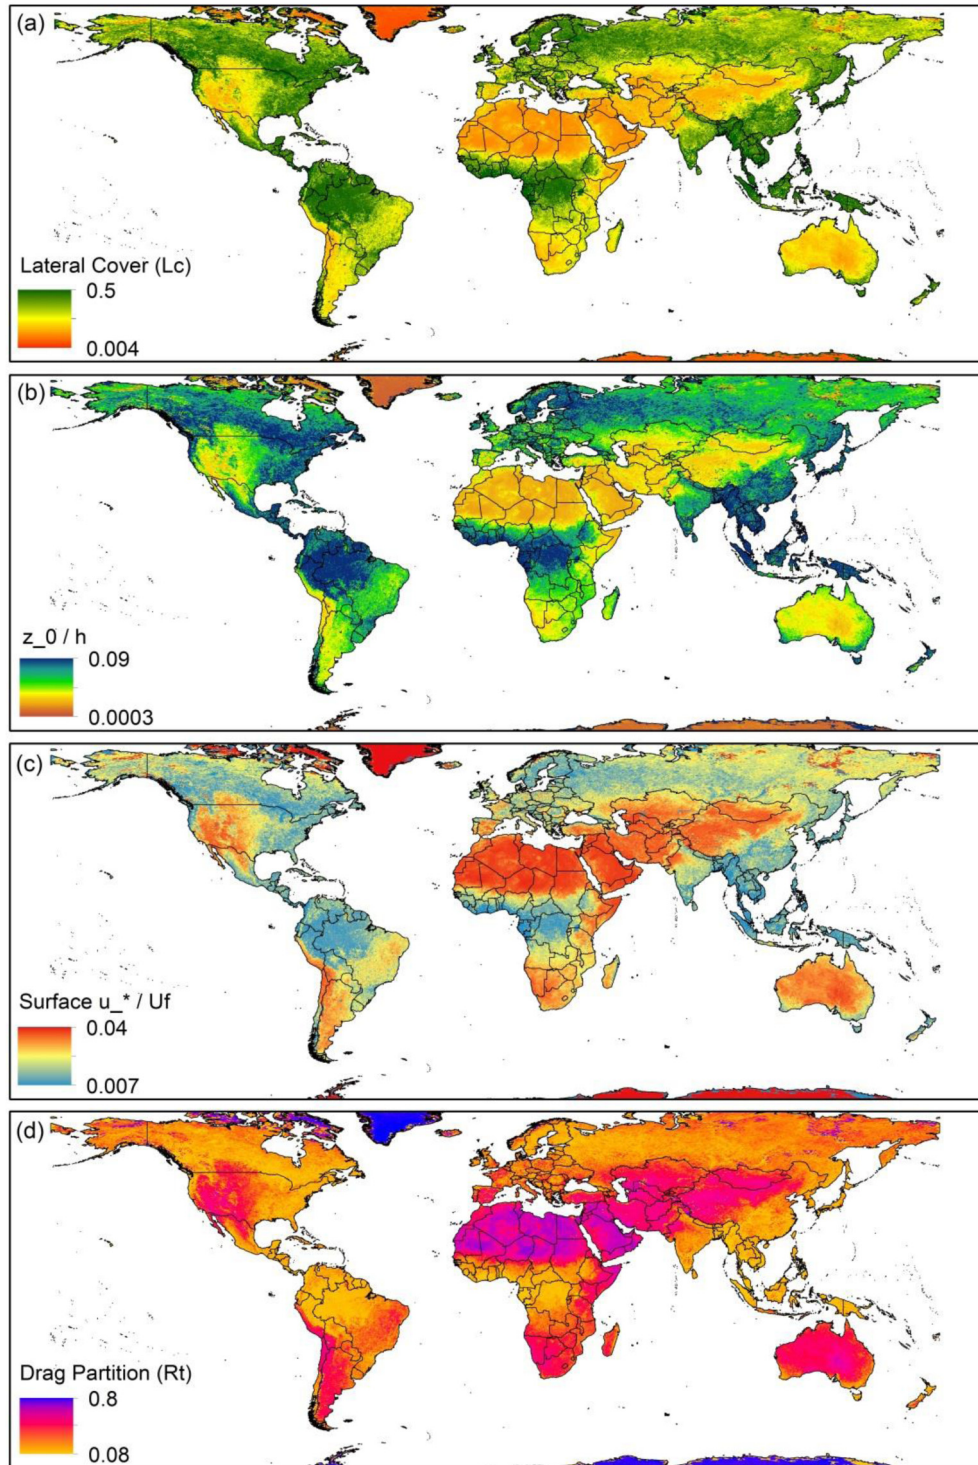 (a)
Lateral Cover (Lc)
0.5
0.004
(b)
z_0 / h
0.09
0.0003
(c)
Surface u_* / Uf
0.04
0.007
(d)
Drag Partition (Rt)
0.8
0.08